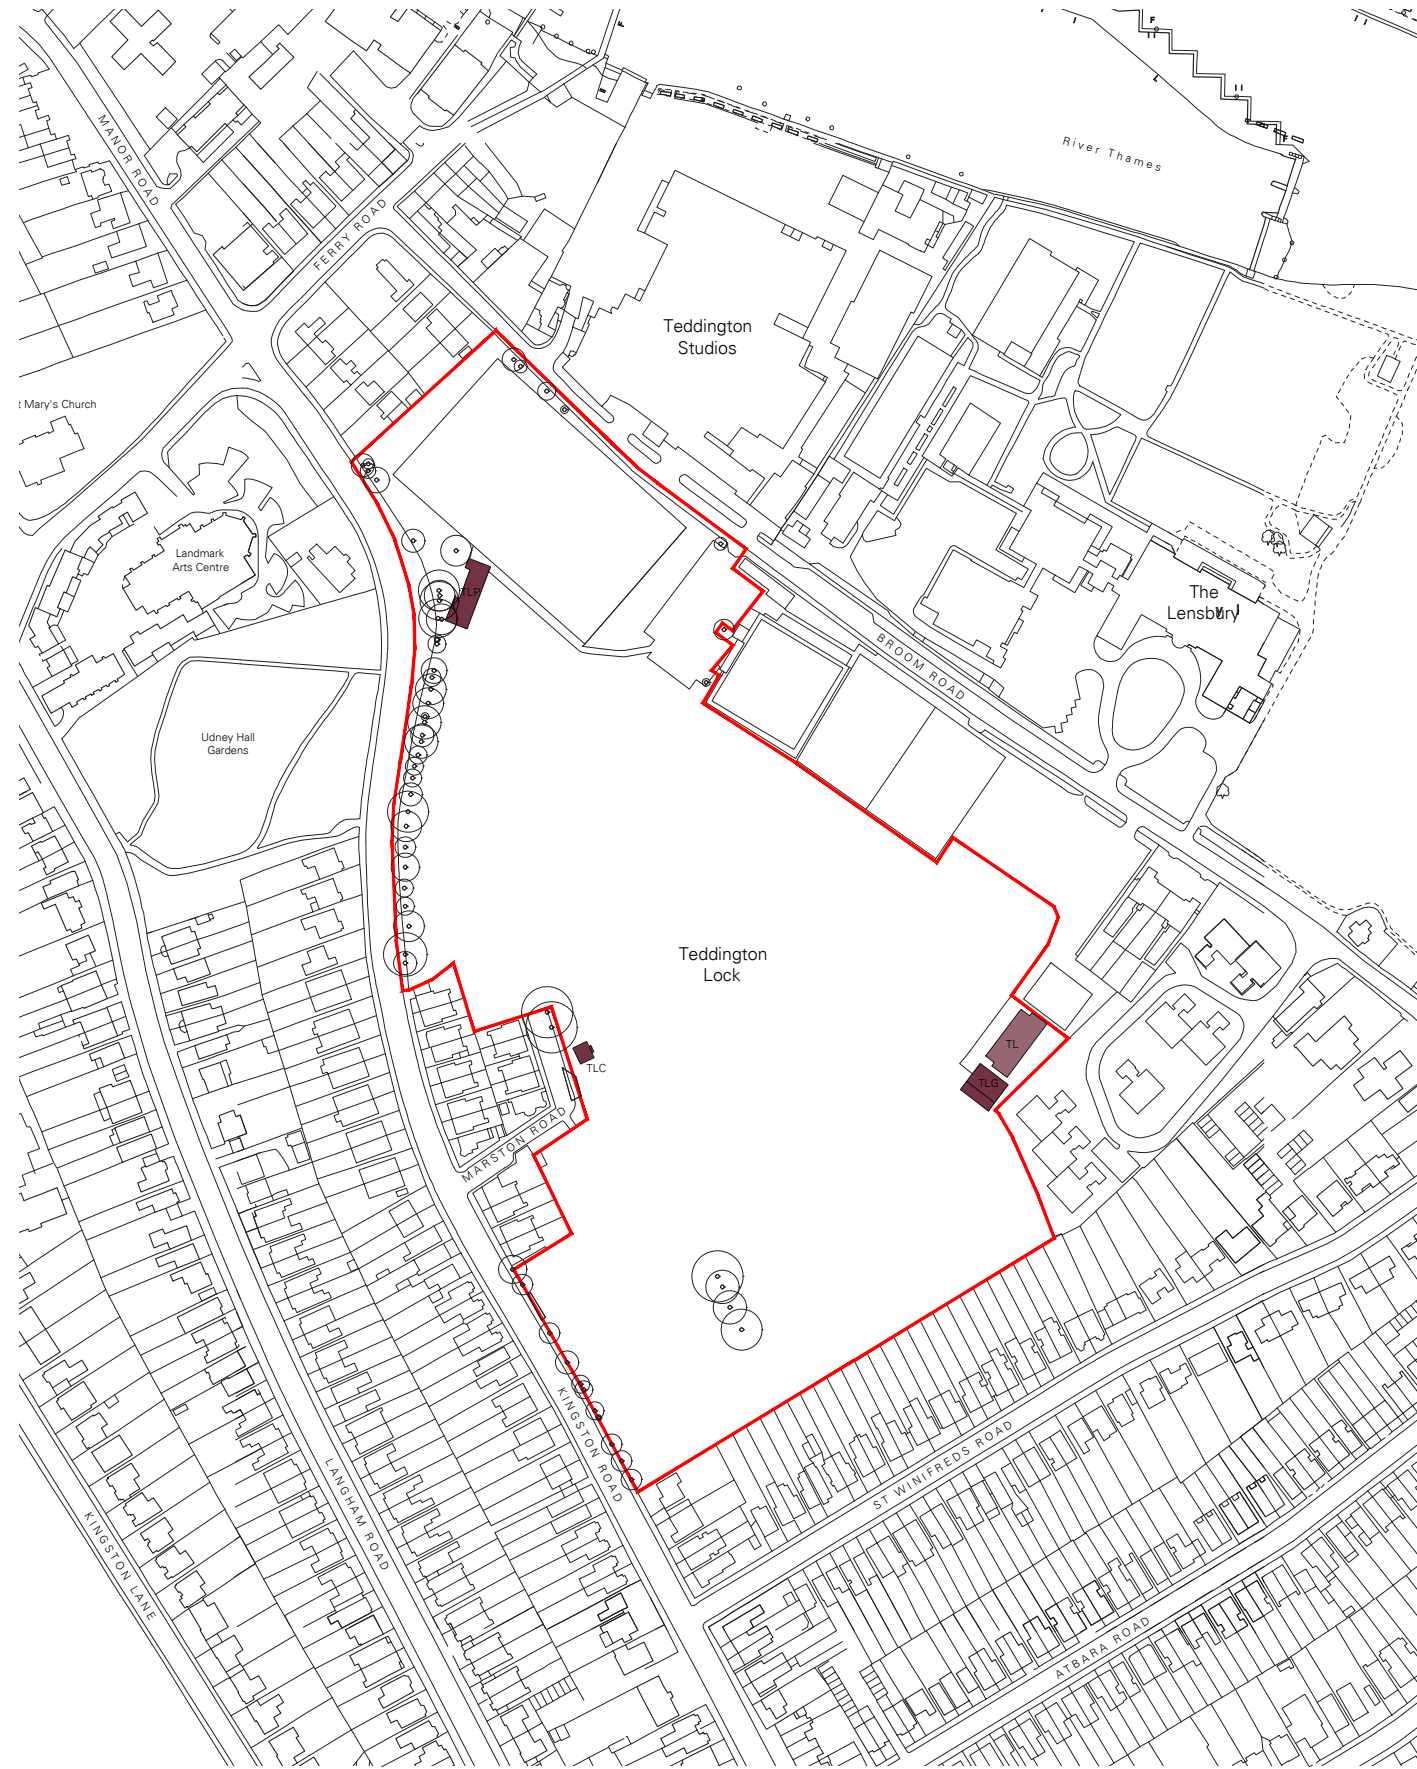 F
F
L
River Thames
MANOR ROAD
FERRY ROAD
Teddington
Studios
t Mary's Church
Landmark
Arts Centre
TLP
The
Lensbury
BROOM ROAD
Udney Hall
Gardens
Teddington
Lock
TL
TLC
TLG
MARSTON ROAD
KINGSTON ROAD
ST WINIFREDS ROAD
LANGHAM ROAD
KINGSTON LANE
ATBARA ROAD